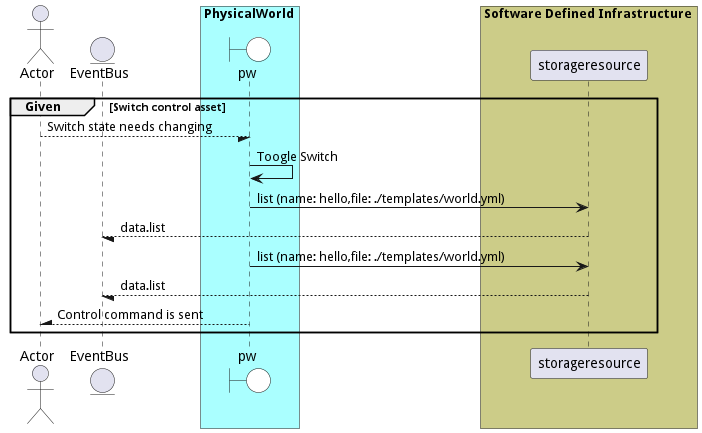 PhysicalWorld
Software Defined Infrastructure
Actor
EventBus
pw
storageresource
Given
[Switch control asset]
Switch state needs changing
Toogle Switch
list (name: hello,file: ./templates/world.yml)
data.list
list (name: hello,file: ./templates/world.yml)
data.list
Control command is sent
Actor
EventBus
pw
storageresource